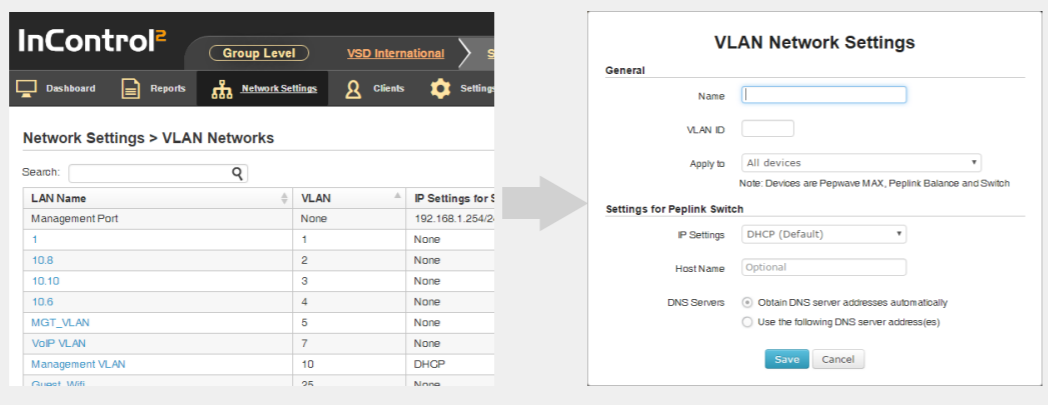 InControl2
Group Level VSD International S
Dashboard Reports Network Settings Clients Settings
Network Settings > VLAN Networks
Search:
LAN Name VLAN IP Settings for S
Management Port None 192.168.1.254/24
1 1 None
10.8 2 None
10.10 3 None
10.6 4 None
MGT_VLAN 5 None
VoIP VLAN 7 None
Management VLAN 10 DHCP
Guest_Wifi 25 None
VLAN Network Settings
General
Name
VLAN ID
Apply to All devices
Note: Devices are Pepwave MAX, Peplink Balance and Switch
Settings for Peplink Switch
IP Settings DHCP (Default)
Host Name Optional
DNS Servers Obtain DNS server addresses automatically
Use the following DNS server address(es)
Save Cancel